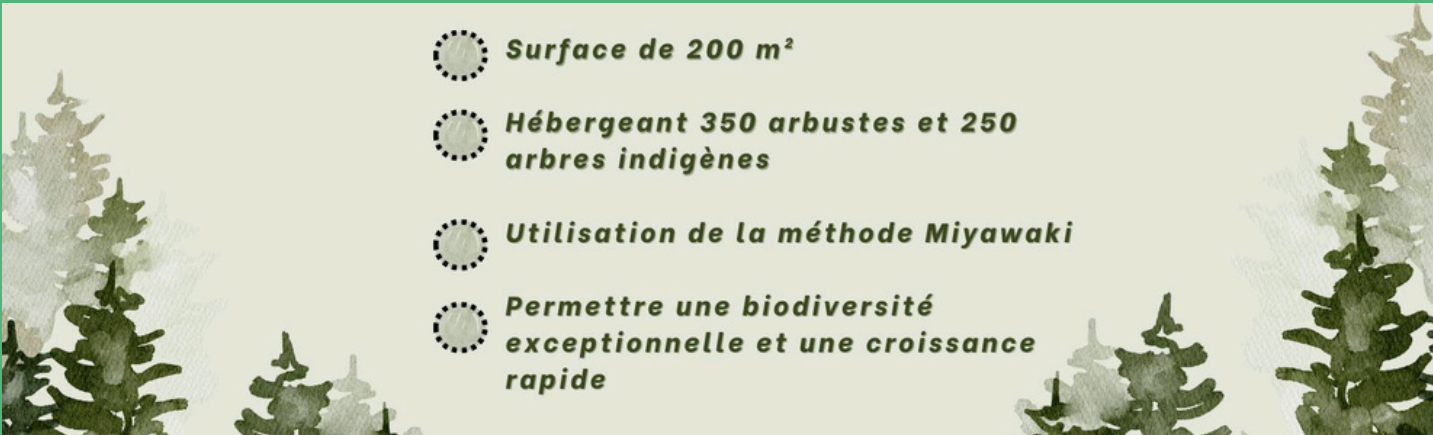 Surface de 200 m²
Hébergeant 350 arbustes et 250
arbres indigènes
Utilisation de la méthode Miyawaki
Permettre une biodiversité
exceptionnelle et une croissance
rapide